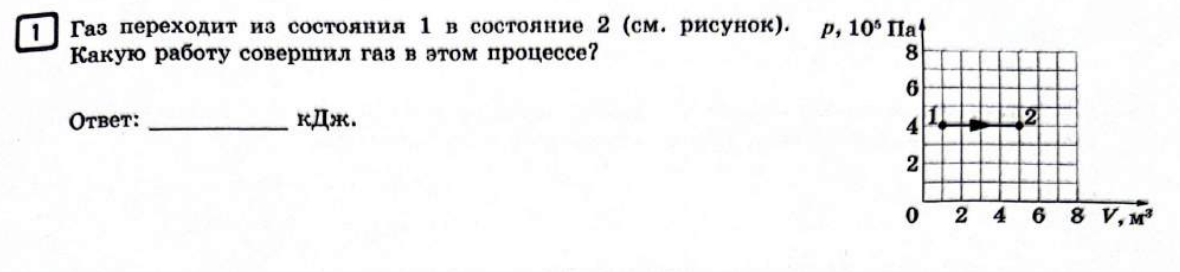 1 Газ переходит из состояния 1 в состояние 2 (см. рисунок).
Какую работу совершил газ в этом процессе?
Ответ: ____________ кДж.
p, 10⁵ Па
8
6
4
2
1 2
0 2 4 6 8 V, м³